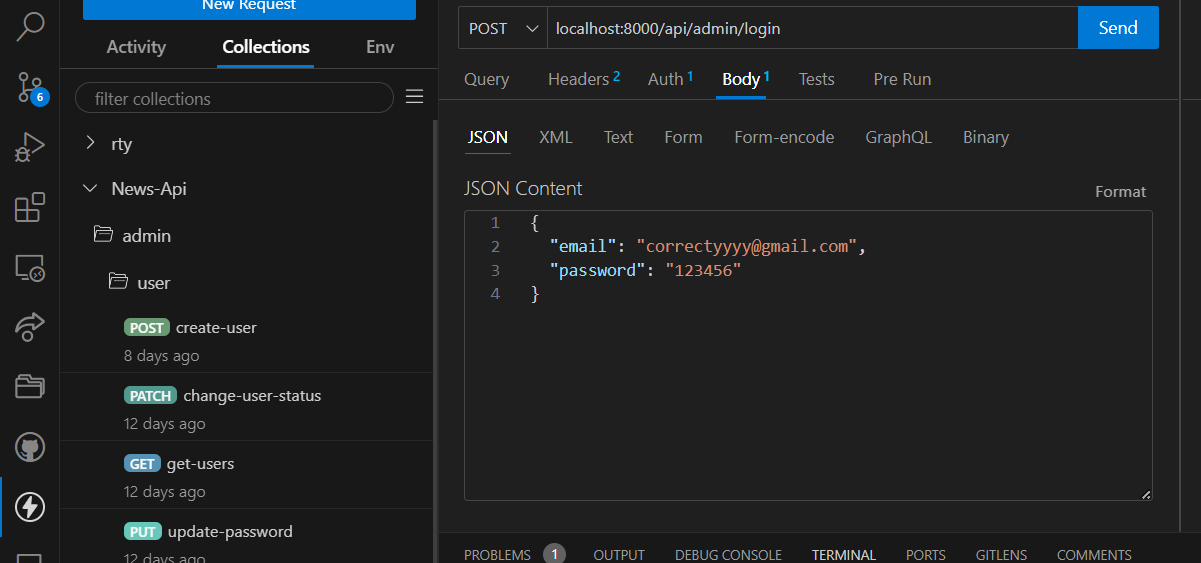 New Request
Activity Collections Env
filter collections
rty
News-Api
admin
user
POST create-user
8 days ago
PATCH change-user-status
12 days ago
GET get-users
12 days ago
PUT update-password
12 days ago
6
POST localhost:8000/api/admin/login Send
Query Headers 2 Auth 1 Body 1 Tests Pre Run
JSON XML Text Form Form-encode GraphQL Binary
JSON Content Format
1 {
2 "email": "correctyyyy@gmail.com",
3 "password": "123456"
4 }
PROBLEMS 1 OUTPUT DEBUG CONSOLE TERMINAL PORTS GITLENS COMMENTS